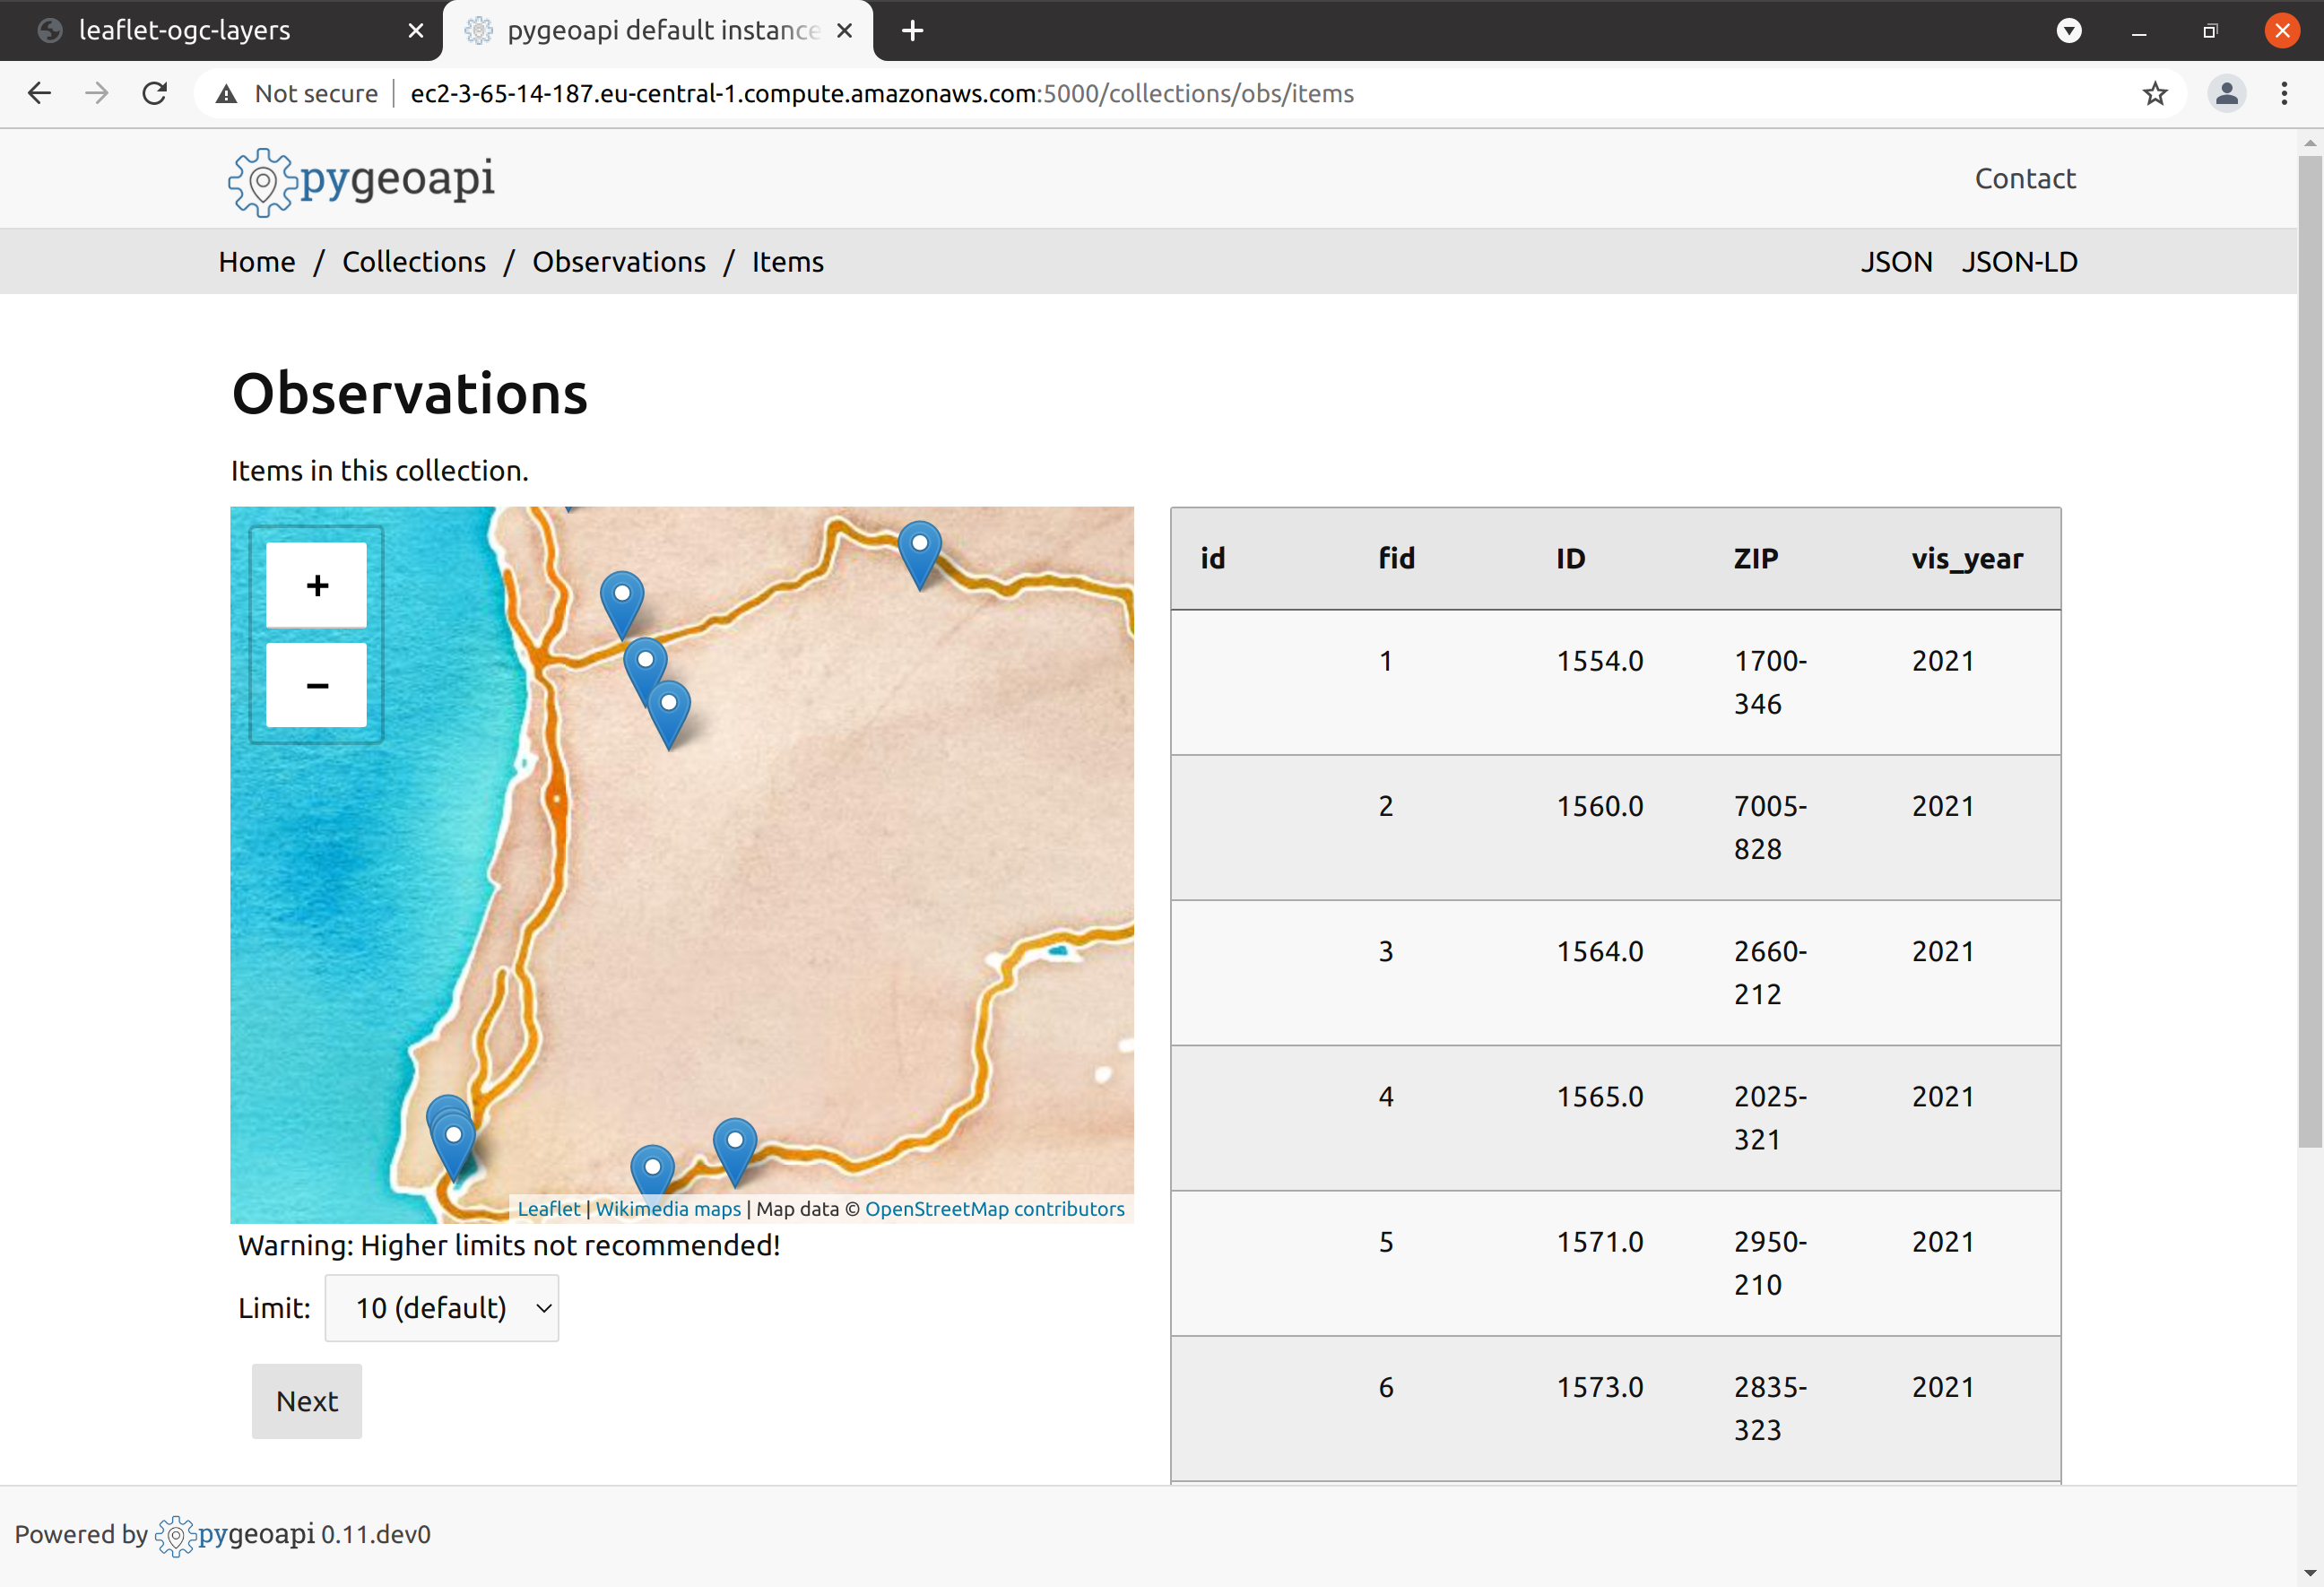 leaflet-ogc-layers
pygeoapi default instance
Not secure
ec2-3-65-14-187.eu-central-1.compute.amazonaws.com:5000/collections/obs/items
pygeoapi
Contact
Home / Collections / Observations / Items
JSON JSON-LD
Observations
Items in this collection.
+
−
Leaflet | Wikimedia maps | Map data © OpenStreetMap contributors
Warning: Higher limits not recommended!
Limit: 10 (default)
Next
id fid ID ZIP vis_year
1 1554.0 1700-
346 2021
2 1560.0 7005-
828 2021
3 1564.0 2660-
212 2021
4 1565.0 2025-
321 2021
5 1571.0 2950-
210 2021
6 1573.0 2835-
323 2021
Powered by pygeoapi 0.11.dev0